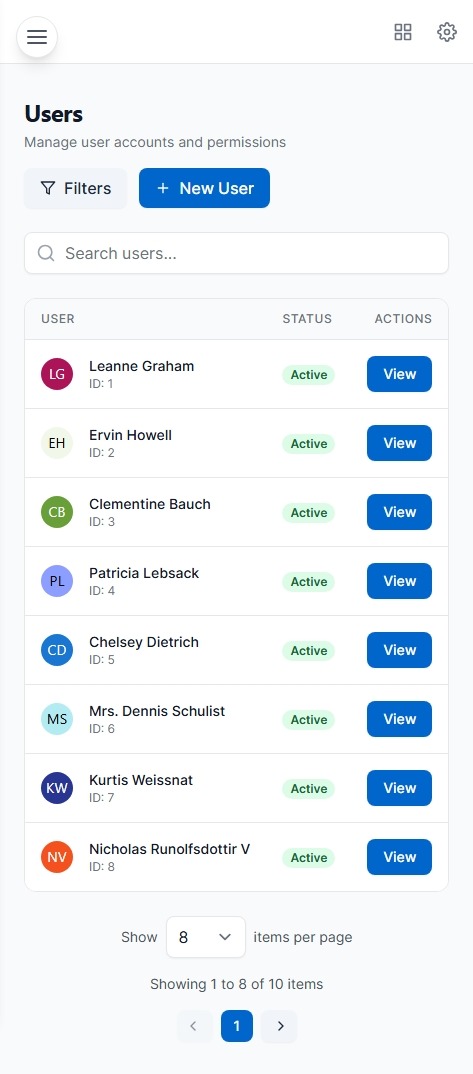 Users
Manage user accounts and permissions
Filters
New User
Search users...
USER STATUS ACTIONS
LG Leanne Graham Active View
ID: 1
EH Ervin Howell Active View
ID: 2
CB Clementine Bauch Active View
ID: 3
PL Patricia Lebsack Active View
ID: 4
CD Chelsey Dietrich Active View
ID: 5
MS Mrs. Dennis Schulist Active View
ID: 6
KW Kurtis Weissnat Active View
ID: 7
NV Nicholas Runolfsdottir V Active View
ID: 8
Show 8 items per page
Showing 1 to 8 of 10 items
1